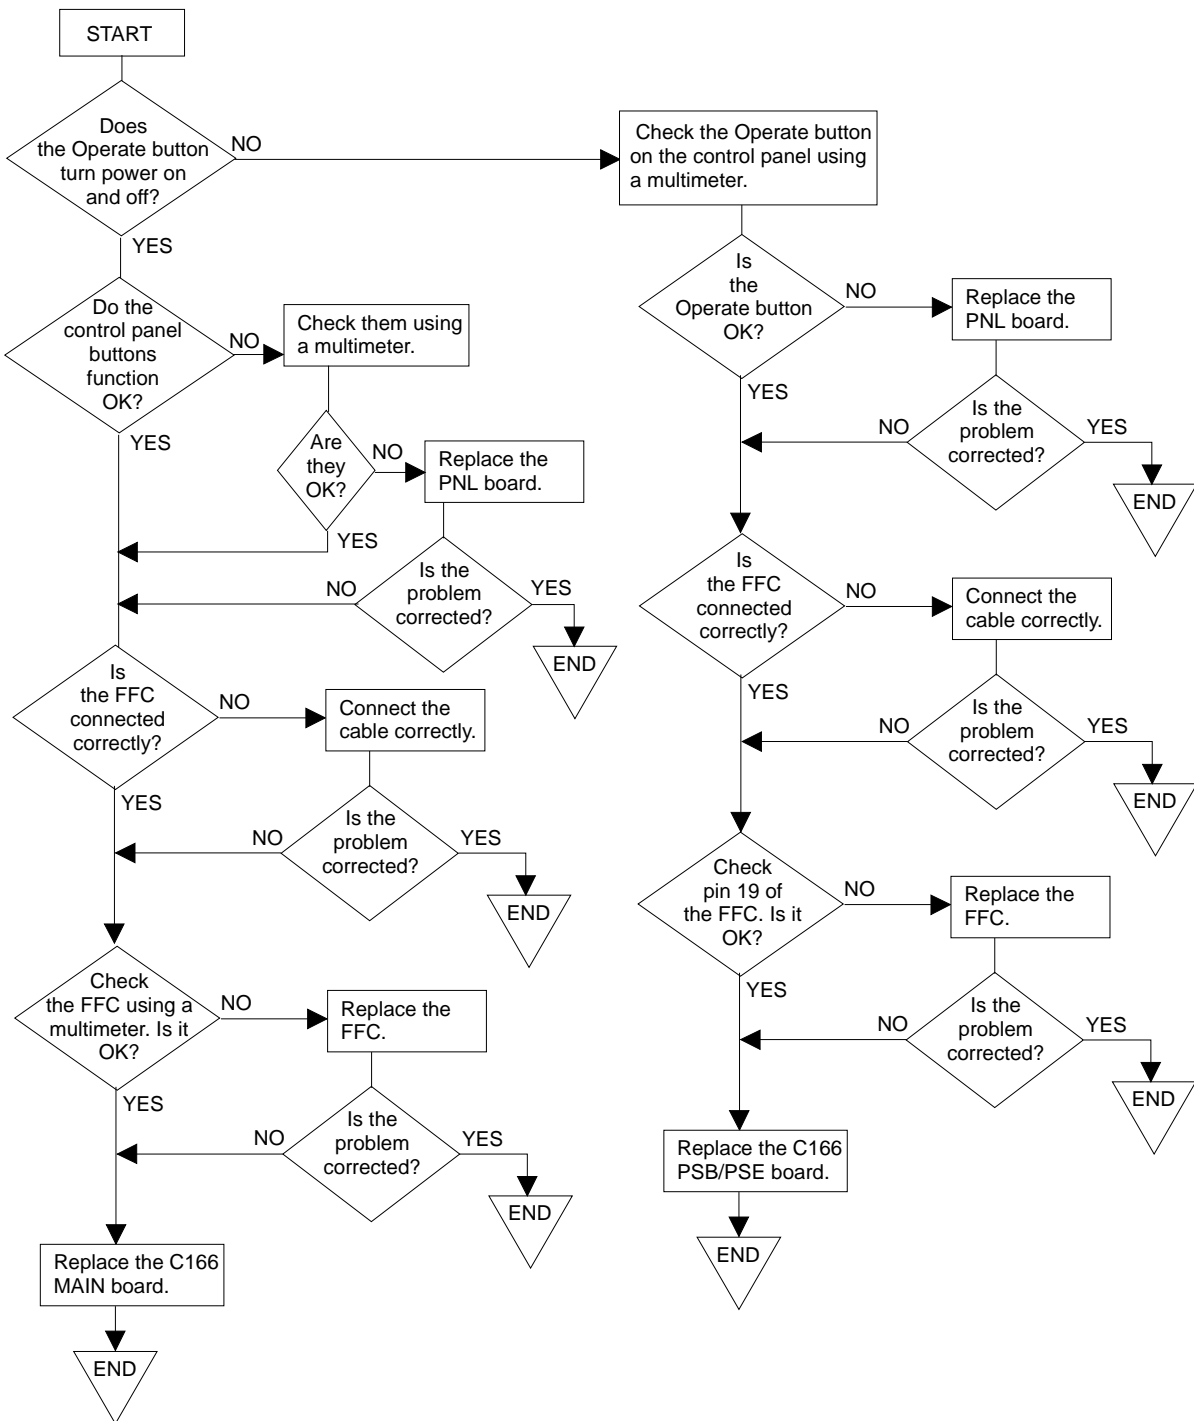 START
Does
the Operate button
turn power on
and off?
NO
YES
Check the Operate button
on the control panel using
a multimeter.
Do the
control panel
buttons
function
OK?
NO
YES
Check them using
a multimeter.
Are
they
OK?
NO
YES
Replace the
PNL board.
Is the
problem
corrected?
NO
YES
END
Is
the FFC
connected
correctly?
NO
YES
Connect the
cable correctly.
Is the
problem
corrected?
NO
YES
END
Check
the FFC using a
multimeter. Is it
OK?
NO
YES
Replace the
FFC.
Is the
problem
corrected?
NO
YES
END
Replace the C166
MAIN board.
END
Is
the
Operate button
OK?
NO
YES
Replace the
PNL board.
Is the
problem
corrected?
NO
YES
END
Is
the FFC
connected
correctly?
NO
YES
Connect the
cable correctly.
Is the
problem
corrected?
NO
YES
END
Check
pin 19 of
the FFC. Is it
OK?
NO
YES
Replace the
FFC.
Is the
problem
corrected?
NO
YES
END
Replace the C166
PSB/PSE board.
END